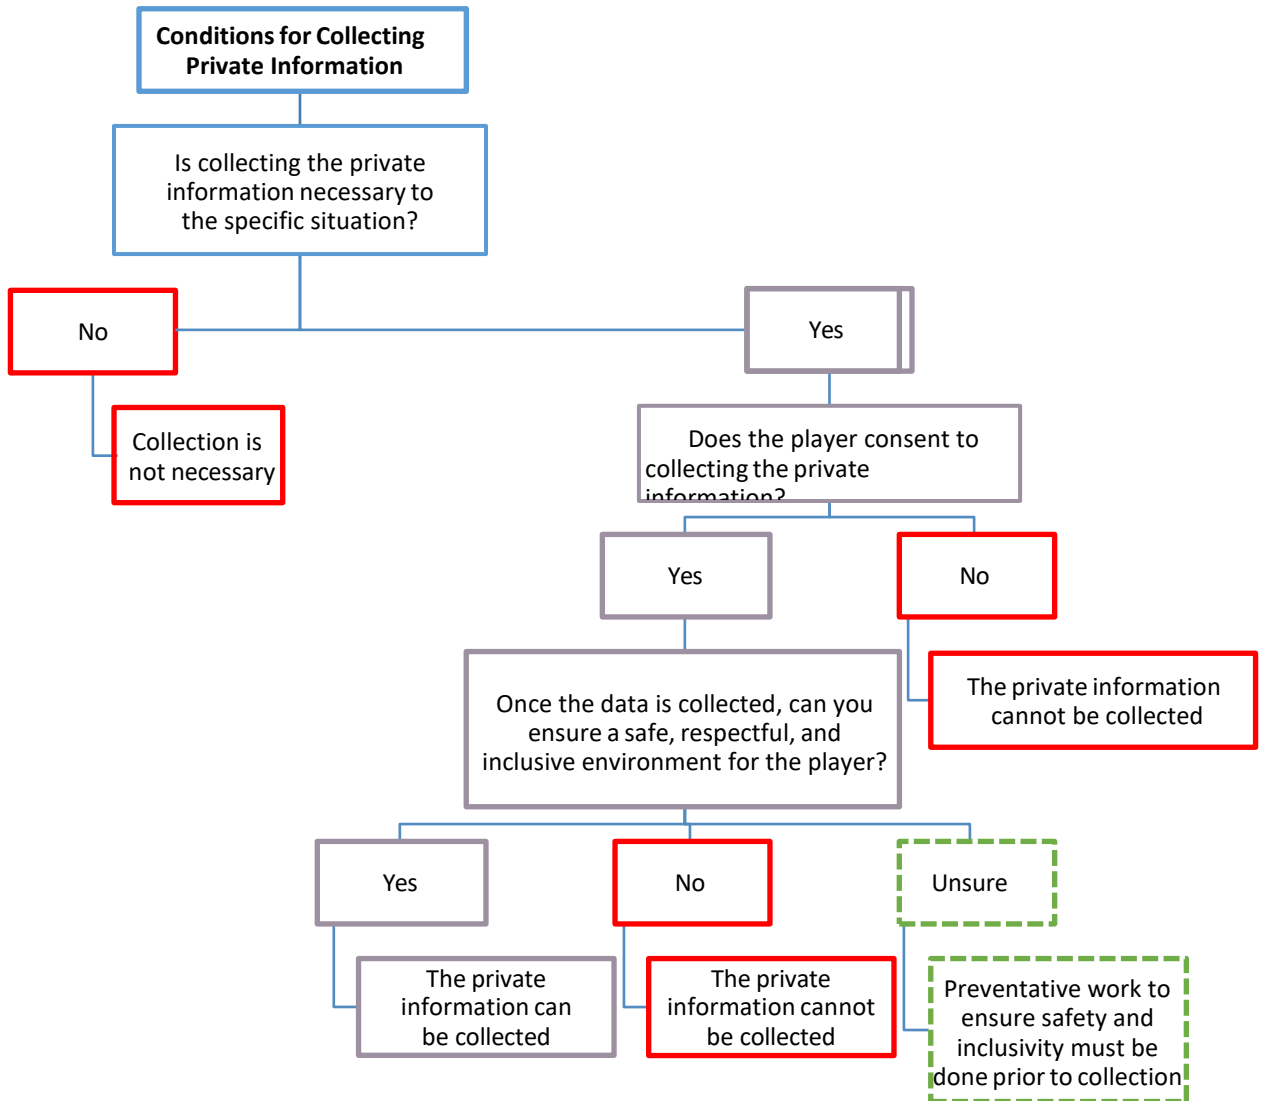 Conditions for Collecting
Private Information
Is collecting the private
information necessary to
the specific situation?
No
Yes
Collection is
not necessary
Does the player consent to
collecting the private
information?
Yes
No
Once the data is collected, can you
ensure a safe, respectful, and
inclusive environment for the player?
The private information
cannot be collected
Yes
No
Unsure
The private
information can
be collected
The private
information cannot
be collected
Preventative work to
ensure safety and
inclusivity must be
done prior to collection